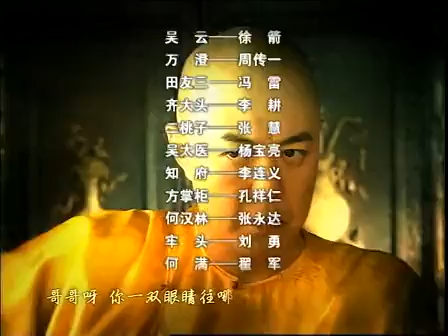 吴　云——徐　箭
万　澄——周传一
田友三——冯　雷
齐大头——李　耕
二桃子——张　慧
吴太医——杨宝亮
知　府——李连义
方掌柜——孔祥仁
何汉林——张永达
牢　头——刘　勇
何　满——翟　军
哥哥呀 你一双眼睛往哪